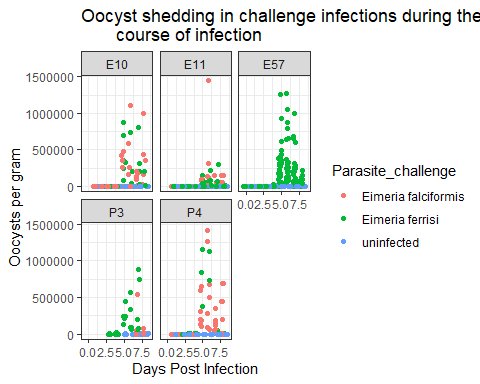 Oocyst shedding in challenge infections during the
course of infection
E10
E11
E57
1500000
1000000
500000
0
0.02.55.07.5
P3
P4
1500000
1000000
500000
0
0.02.55.07.5
0.02.55.07.5
Oocysts per gram
Days Post Infection
Parasite_challenge
Eimeria falciformis
Eimeria ferrisi
uninfected